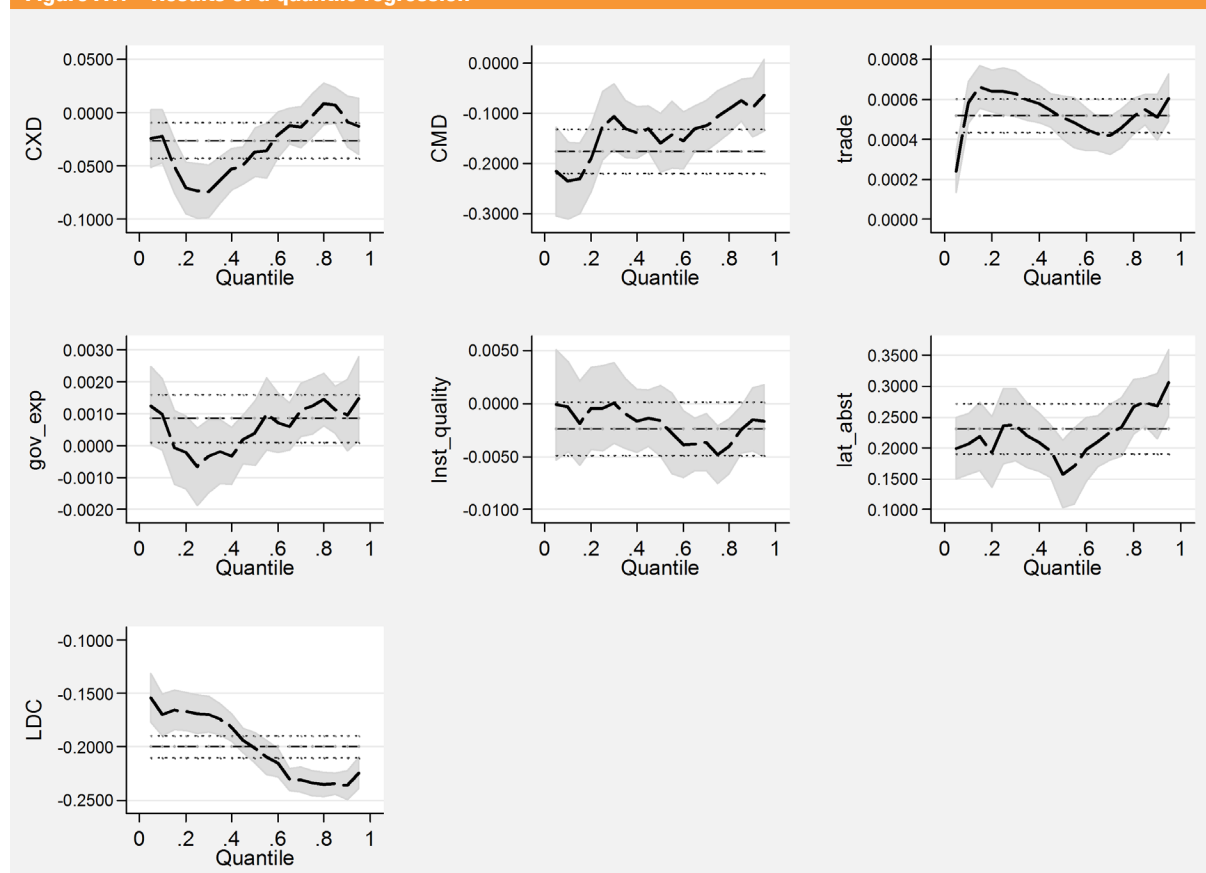 CXD
0.0500
0.0000
-0.0500
-0.1000
0 .2 .4 .6 .8 1
Quantile
CMD
0.0000
-0.1000
-0.2000
-0.3000
0 .2 .4 .6 .8 1
Quantile
trade
0.0008
0.0006
0.0004
0.0002
0.0000
0 .2 .4 .6 .8 1
Quantile
gov_exp
0.0030
0.0020
0.0010
0.0000
-0.0010
-0.0020
0 .2 .4 .6 .8 1
Quantile
Inst_quality
0.0050
0.0000
-0.0050
-0.0100
0 .2 .4 .6 .8 1
Quantile
lat_abst
0.3500
0.3000
0.2500
0.2000
0.1500
0.1000
0 .2 .4 .6 .8 1
Quantile
LDC
-0.1000
-0.1500
-0.2000
-0.2500
0 .2 .4 .6 .8 1
Quantile